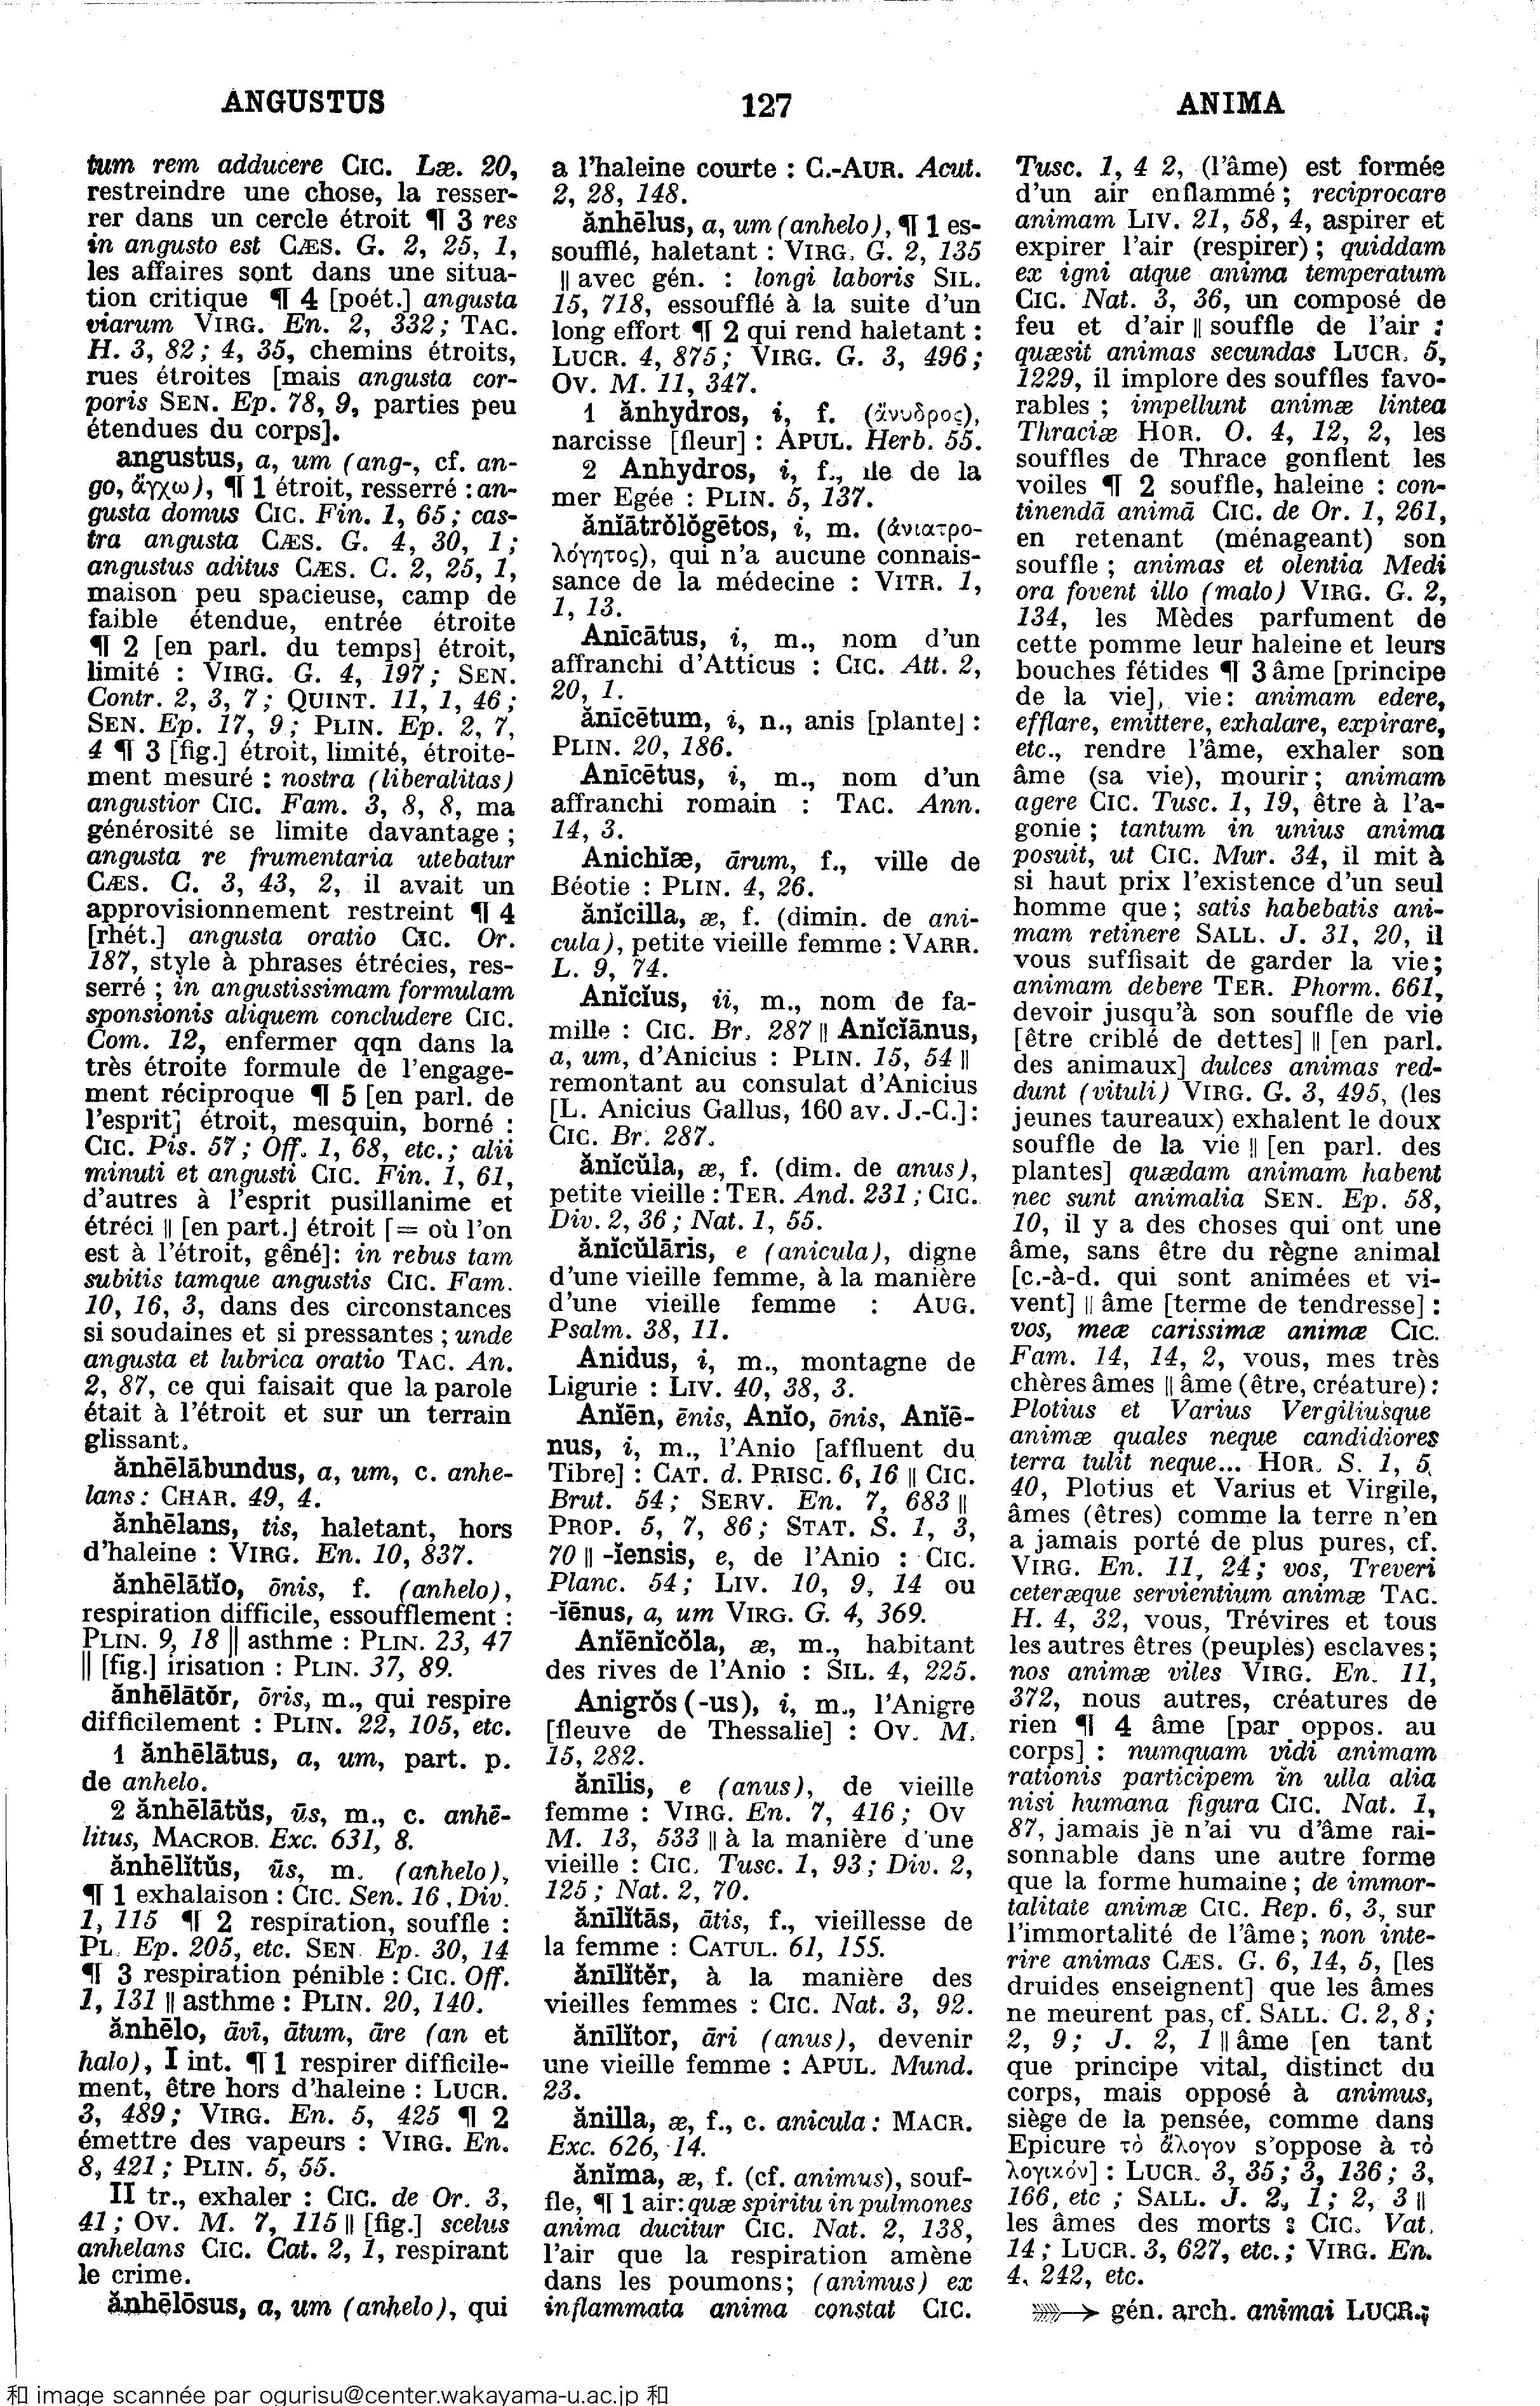 ANGUSTUS
127
ANIMA
tum rem adducere CIC. Læ. 20,
restreindre une chose, la resser-
rer dans un cercle étroit ¶ 3 res
in angusto est CÆS. G. 2, 25, 1,
les affaires sont dans une situa-
tion critique ¶ 4 [poét.] angusta
viarum VIRG. En. 2, 332; TAC.
H. 3, 82; 4, 35, chemins étroits,
rues étroites [mais angusta cor-
poris SEN. Ep. 78, 9, parties peu
étendues du corps].
angustus, a, um (ang-, cf. an-
go, ἄγχω), ¶ 1 étroit, resserré : an-
gusta domus CIC. Fin. 1, 65; cas-
tra angusta CÆS. G. 4, 30, 1;
angustus aditus CÆS. C. 2, 25, 1,
maison peu spacieuse, camp de
faible étendue, entrée étroite
¶ 2 [en parl. du temps] étroit,
limité : VIRG. G. 4, 197; SEN.
Contr. 2, 3, 7; QUINT. 11, 1, 46;
SEN. Ep. 17, 9; PLIN. Ep. 2, 7,
4 ¶ 3 [fig.] étroit, limité, étroite-
ment mesuré : nostra (liberalitas)
angustior CIC. Fam. 3, 8, 8, ma
générosité se limite davantage ;
angusta re frumentaria utebatur
CÆS. C. 3, 43, 2, il avait un
approvisionnement restreint ¶ 4
[rhét.] angusta oratio CIC. Or.
187, style à phrases étrécies, res-
serré ; in angustissimam formulam
sponsionis aliquem concludere CIC.
Com. 12, enfermer qqn dans la
très étroite formule de l'engage-
ment réciproque ¶ 5 [en parl. de
l'esprit] étroit, mesquin, borné :
CIC. Pis. 57; Off. 1, 68, etc.; alii
minuti et angusti CIC. Fin. 1, 61,
d'autres à l'esprit pusillanime et
étréci ‖ [en part.] étroit [= où l'on
est à l'étroit, gêné]: in rebus tam
subitis tamque angustis CIC. Fam.
10, 16, 3, dans des circonstances
si soudaines et si pressantes ; unde
angusta et lubrica oratio TAC. An.
2, 87, ce qui faisait que la parole
était à l'étroit et sur un terrain
glissant.
ănhēlābundus, a, um, c. anhe-
lans: CHAR. 49, 4.
ănhēlans, tis, haletant, hors
d'haleine : VIRG. En. 10, 837.
ănhēlātĭo, ōnis, f. (anhelo),
respiration difficile, essoufflement :
PLIN. 9, 18 ‖ asthme : PLIN. 23, 47
‖ [fig.] irisation : PLIN. 37, 89.
ănhēlātŏr, ōris, m., qui respire
difficilement : PLIN. 22, 105, etc.
1 ănhēlātus, a, um, part. p.
de anhelo.
2 ănhēlātŭs, ūs, m., c. anhē-
litus, MACROB. Exc. 631, 8.
ănhēlĭtŭs, ūs, m. (anhelo),
¶ 1 exhalaison : CIC. Sen. 16, Div.
1, 115 ¶ 2 respiration, souffle :
PL. Ep. 205, etc. SEN. Ep. 30, 14
¶ 3 respiration pénible : CIC. Off.
1, 131 ‖ asthme : PLIN. 20, 140.
ănhēlo, āvī, ātum, āre (an et
halo), I int. ¶ 1 respirer difficile-
ment, être hors d'haleine : LUCR.
3, 489; VIRG. En. 5, 425 ¶ 2
émettre des vapeurs : VIRG. En.
8, 421; PLIN. 5, 55.
II tr., exhaler : CIC. de Or. 3,
41; OV. M. 7, 115 ‖ [fig.] scelus
anhelans CIC. Cat. 2, 1, respirant
le crime.
ănhēlōsus, a, um (anhelo), qui
a l'haleine courte : C.-AUR. Acut.
2, 28, 148.
ănhēlus, a, um (anhelo), ¶ 1 es-
soufflé, haletant : VIRG. G. 2, 135
‖ avec gén. : longi laboris SIL.
15, 718, essoufflé à la suite d'un
long effort ¶ 2 qui rend haletant :
LUCR. 4, 875; VIRG. G. 3, 496;
OV. M. 11, 347.
1 ănhydros, i, f. (ἄνυδρος),
narcisse [fleur] : APUL. Herb. 55.
2 Anhydros, i, f., île de la
mer Egée : PLIN. 5, 137.
ănĭātrŏlŏgētos, i, m. (ἀνιατρο-
λόγητος), qui n'a aucune connais-
sance de la médecine : VITR. 1,
1, 13.
Anīcātus, i, m., nom d'un
affranchi d'Atticus : CIC. Att. 2,
20, 1.
ănīcētum, i, n., anis [plante] :
PLIN. 20, 186.
Anīcētus, i, m., nom d'un
affranchi romain : TAC. Ann.
14, 3.
Anichĭæ, ārum, f., ville de
Béotie : PLIN. 4, 26.
ănĭcilla, æ, f. (dimin. de ani-
cula), petite vieille femme : VARR.
L. 9, 74.
Anĭcĭus, ii, m., nom de fa-
mille : CIC. Br. 287 ‖ Anĭcĭānus,
a, um, d'Anicius : PLIN. 15, 54 ‖
remontant au consulat d'Anicius
[L. Anicius Gallus, 160 av. J.-C.]:
CIC. Br. 287.
ănĭcŭla, æ, f. (dim. de anus),
petite vieille : TER. And. 231; CIC.
Div. 2, 36; Nat. 1, 55.
ănĭcŭlāris, e (anicula), digne
d'une vieille femme, à la manière
d'une vieille femme : AUG.
Psalm. 38, 11.
Anidus, i, m., montagne de
Ligurie : LIV. 40, 38, 3.
Anĭēn, ēnis, Anĭo, ōnis, Anĭē-
nus, i, m., l'Anio [affluent du
Tibre] : CAT. d. PRISC. 6, 16 ‖ CIC.
Brut. 54; SERV. En. 7, 683 ‖
PROP. 5, 7, 86; STAT. S. 1, 3,
70 ‖ -ĭensis, e, de l'Anio : CIC.
Planc. 54; LIV. 10, 9, 14 ou
-ĭēnus, a, um VIRG. G. 4, 369.
Anĭēnĭcŏla, æ, m., habitant
des rives de l'Anio : SIL. 4, 225.
Anigrŏs (-us), i, m., l'Anigre
[fleuve de Thessalie] : OV. M.
15, 282.
ănīlis, e (anus), de vieille
femme : VIRG. En. 7, 416; OV
M. 13, 533 ‖ à la manière d'une
vieille : CIC. Tusc. 1, 93; Div. 2,
125; Nat. 2, 70.
ănīlĭtās, ātis, f., vieillesse de
la femme : CATUL. 61, 155.
ănīlĭtĕr, à la manière des
vieilles femmes : CIC. Nat. 3, 92.
ănīlĭtor, āri (anus), devenir
une vieille femme : APUL. Mund.
23.
ănilla, æ, f., c. anicula : MACR.
Exc. 626, 14.
ănĭma, æ, f. (cf. animus), souf-
fle, ¶ 1 air: quæ spiritu in pulmones
anima ducitur CIC. Nat. 2, 138,
l'air que la respiration amène
dans les poumons; (animus) ex
inflammata anima constat CIC.
Tusc. 1, 4 2, (l'âme) est formée
d'un air enflammé ; reciprocare
animam LIV. 21, 58, 4, aspirer et
expirer l'air (respirer) ; quiddam
ex igni atque anima temperatum
CIC. Nat. 3, 36, un composé de
feu et d'air ‖ souffle de l'air :
quæsit animas secundas LUCR. 5,
1229, il implore des souffles favo-
rables ; impellunt animæ lintea
Thraciæ HOR. O. 4, 12, 2, les
souffles de Thrace gonflent les
voiles ¶ 2 souffle, haleine : con-
tinendā animā CIC. de Or. 1, 261,
en retenant (ménageant) son
souffle ; animas et olentia Medi
ora fovent illo (malo) VIRG. G. 2,
134, les Mèdes parfument de
cette pomme leur haleine et leurs
bouches fétides ¶ 3 âme [principe
de la vie], vie: animam edere,
efflare, emittere, exhalare, expirare,
etc., rendre l'âme, exhaler son
âme (sa vie), mourir ; animam
agere CIC. Tusc. 1, 19, être à l'a-
gonie ; tantum in unius anima
posuit, ut CIC. Mur. 34, il mit à
si haut prix l'existence d'un seul
homme que ; satis habebatis ani-
mam retinere SALL. J. 31, 20, il
vous suffisait de garder la vie;
animam debere TER. Phorm. 661,
devoir jusqu'à son souffle de vie
[être criblé de dettes] ‖ [en parl.
des animaux] dulces animas red-
dunt (vituli) VIRG. G. 3, 495, (les
jeunes taureaux) exhalent le doux
souffle de la vie ‖ [en parl. des
plantes] quædam animam habent
nec sunt animalia SEN. Ep. 58,
10, il y a des choses qui ont une
âme, sans être du règne animal
[c.-à-d. qui sont animées et vi-
vent] ‖ âme [terme de tendresse] :
vos, meæ carissimæ animæ CIC.
Fam. 14, 14, 2, vous, mes très
chères âmes ‖ âme (être, créature) :
Plotius et Varius Vergiliusque
animæ quales neque candidiores
terra tulit neque... HOR. S. 1, 5,
40, Plotius et Varius et Virgile,
âmes (êtres) comme la terre n'en
a jamais porté de plus pures, cf.
VIRG. En. 11, 24; vos, Treveri
ceteræque servientium animæ TAC.
H. 4, 32, vous, Trévires et tous
les autres êtres (peuples) esclaves ;
nos animæ viles VIRG. En. 11,
372, nous autres, créatures de
rien ¶ 4 âme [par oppos. au
corps] : numquam vidi animam
rationis participem in ulla alia
nisi humana figura CIC. Nat. 1,
87, jamais je n'ai vu d'âme rai-
sonnable dans une autre forme
que la forme humaine ; de immor-
talitate animæ CIC. Rep. 6, 3, sur
l'immortalité de l'âme ; non inte-
rire animas CÆS. G. 6, 14, 5, [les
druides enseignent] que les âmes
ne meurent pas, cf. SALL. C. 2, 8;
2, 9; J. 2, 1 ‖ âme [en tant
que principe vital, distinct du
corps, mais opposé à animus,
siège de la pensée, comme dans
Epicure τὸ ἄλογον s'oppose à τὸ
λογικόν] : LUCR. 3, 35; 3, 136; 3,
166, etc ; SALL. J. 2, 1; 2, 3 ‖
les âmes des morts : CIC. Vat.
14; LUCR. 3, 627, etc.; VIRG. En.
4, 242, etc.
➳ gén. arch. animai LUCR.;
和 image scannée par ogurisu@center.wakayama-u.ac.jp 和